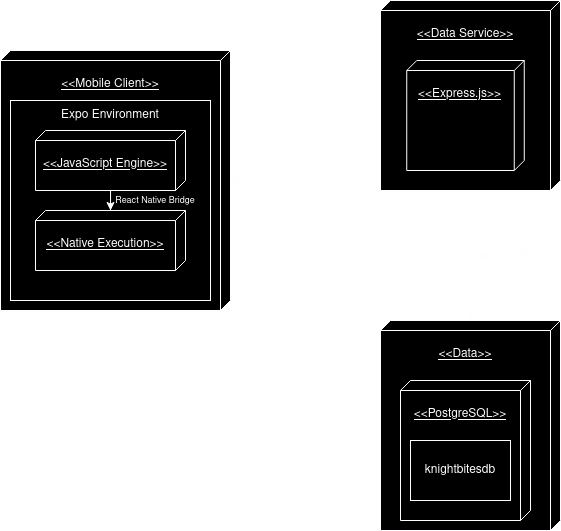 <<Mobile Client>>
Expo Environment
<<JavaScript Engine>>
React Native Bridge
<<Native Execution>>
<<Data Service>>
<<Express.js>>
<<Data>>
<<PostgreSQL>>
knightbitesdb